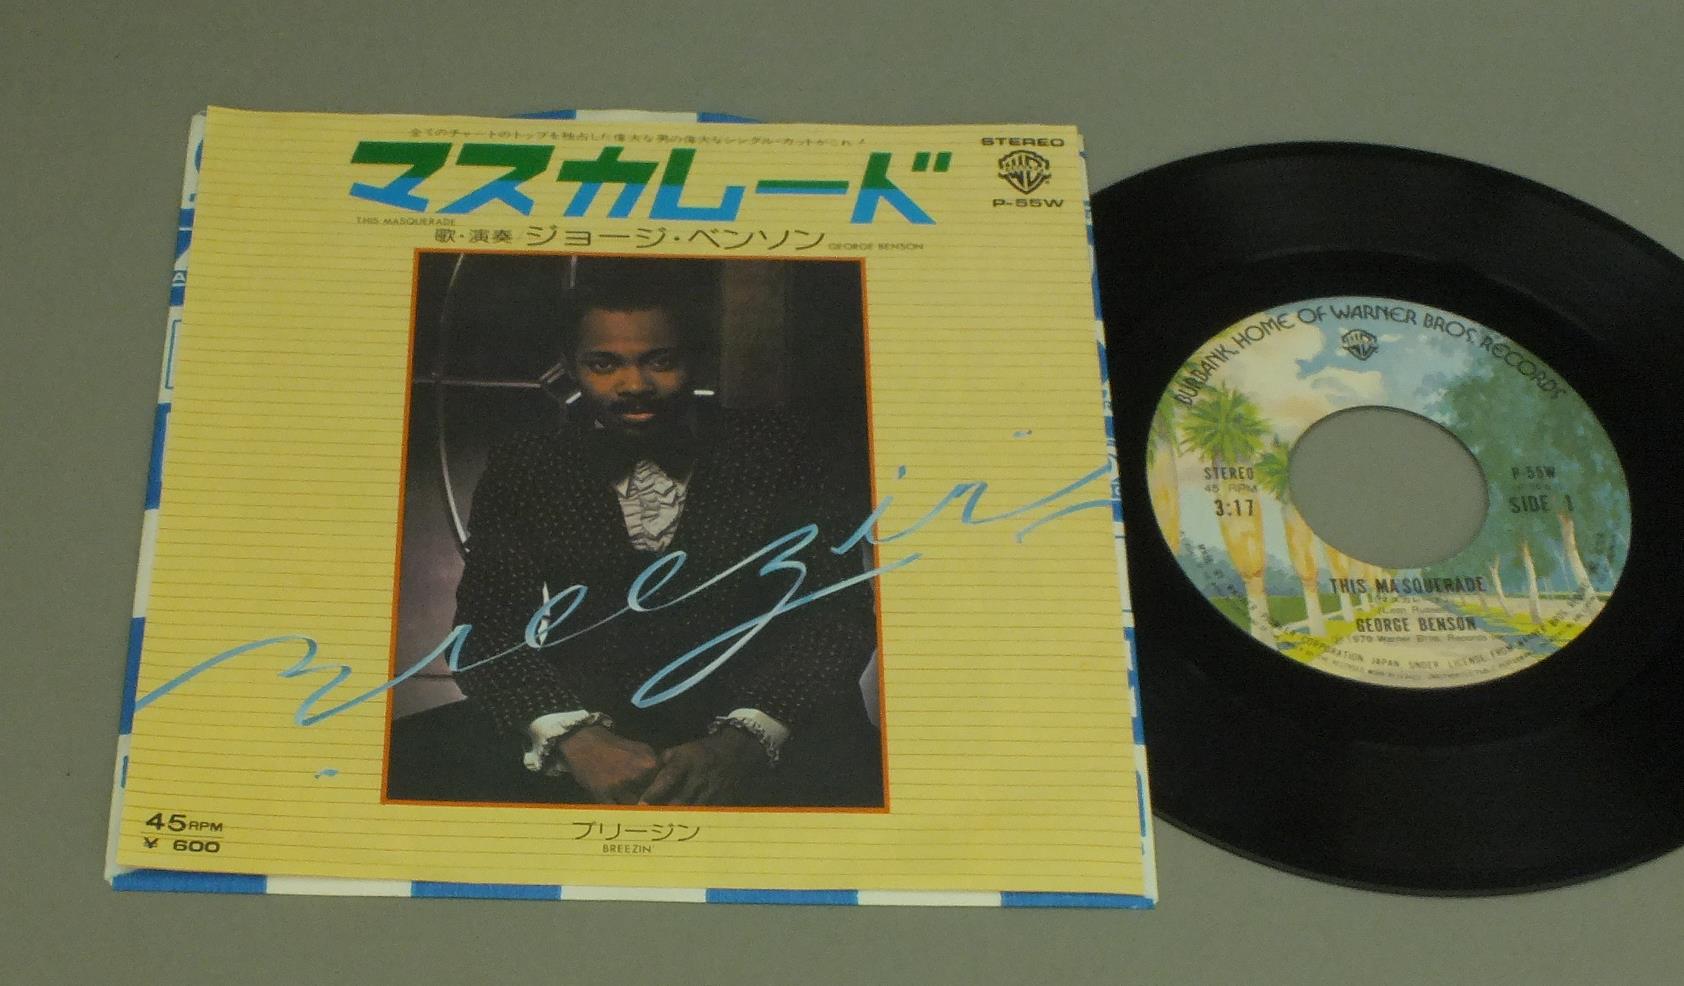 全てのチャートのトップを独占した偉大な男の偉大なシングル・カットがこれ!
STEREO
マスカレード
THIS MASQUERADE
P-55W
歌・演奏/ジョージ・ベンソン GEORGE BENSON
Breezin'
45RPM
¥600
ブリージン
BREEZIN'
BURBANK, HOME OF WARNER BROS. RECORDS
STEREO
45 RPM
3:17
P-55W
SIDE 1
THIS MASQUERADE
GEORGE BENSON